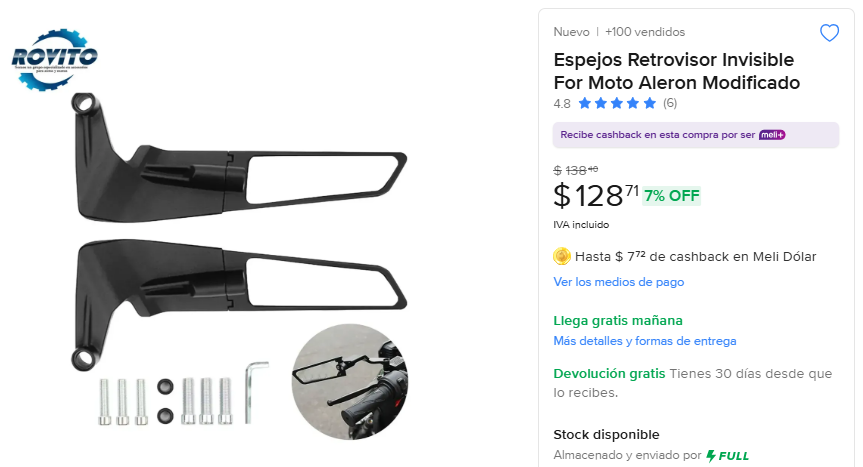 ROVITO
Nuevo | +100 vendidos
Espejos Retrovisor Invisible
For Moto Aleron Modificado
4.8 (6)
Recibe cashback en esta compra por ser meli+
$ 138 40
$ 128 71 7% OFF
IVA incluido
Hasta $ 7 72 de cashback en Meli Dólar
Ver los medios de pago
Llega gratis mañana
Más detalles y formas de entrega
Devolución gratis Tienes 30 días desde que
lo recibes.
Stock disponible
Almacenado y enviado por FULL